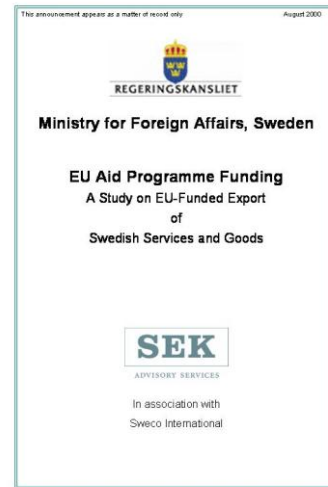 This announcement appears as a matter of record only
August 2000
REGERINGSKANSLIET
Ministry for Foreign Affairs, Sweden
EU Aid Programme Funding
A Study on EU-Funded Export
of
Swedish Services and Goods
SEK
ADVISORY SERVICES
In association with
Sweco International